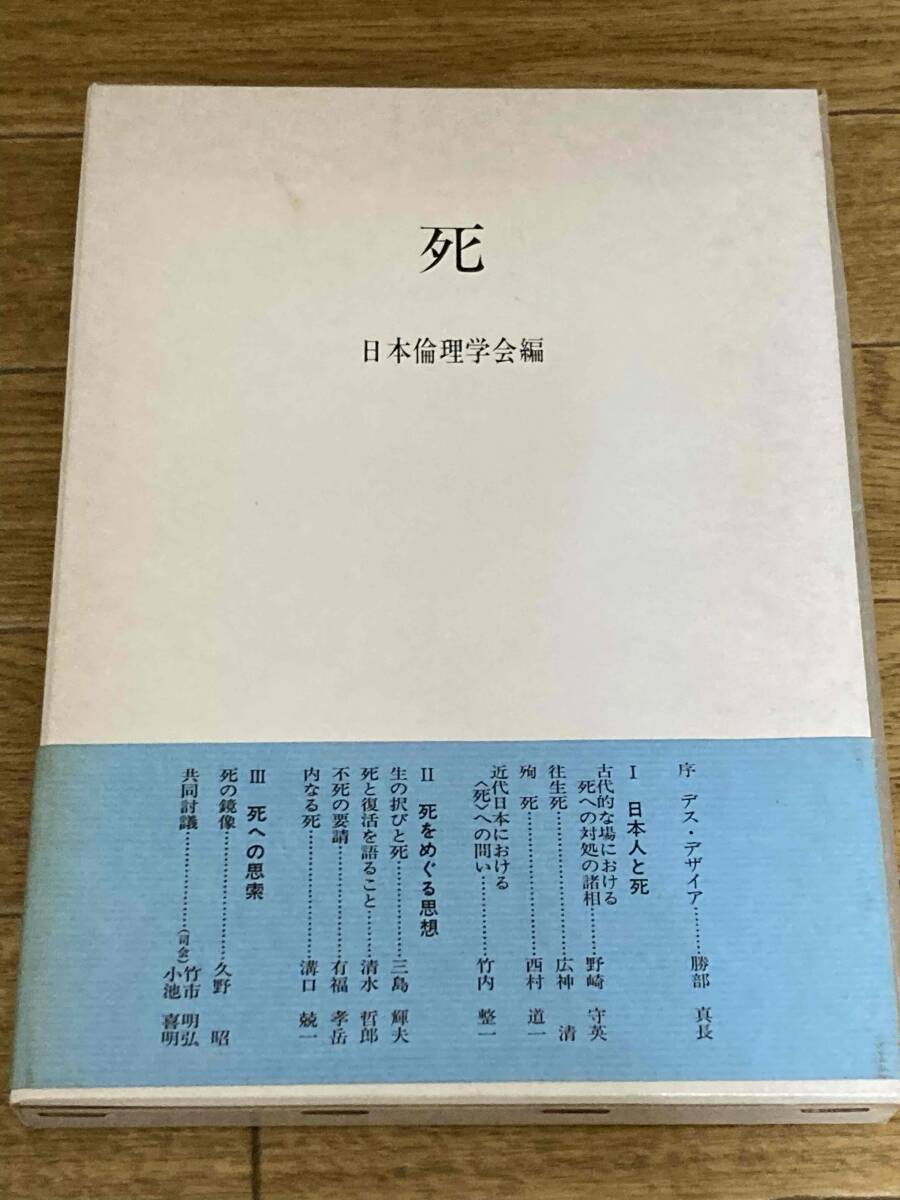 死
日本倫理学会編
序 デス・デザイア………勝部 真長
I 日本人と死
古代的な場における
死への対処の諸相………野崎 守英
往生死………広神 清
殉 死………西村 道一
近代日本における
〈死〉への問い………竹内 整一
II 死をめぐる思想
生の択びと死………三島 輝夫
死と復活を語ること………清水 哲郎
不死の要請………有福 孝岳
内なる死………溝口 兢一
III 死への思索
死の鏡像………久野 昭
共同討議………(司会) 竹市 明弘
小池 喜明